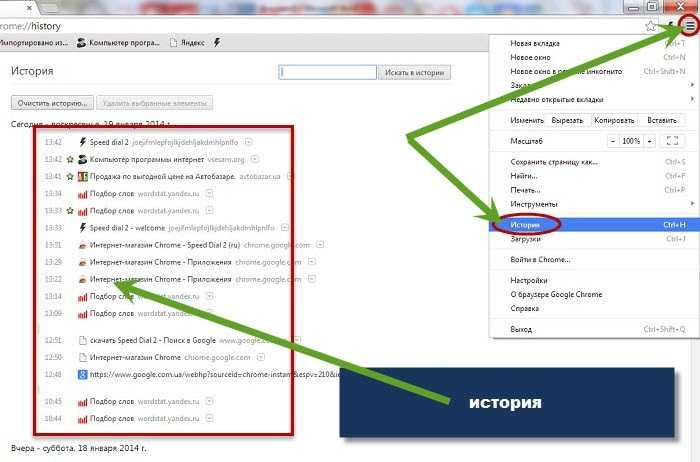 rome://history
Импортировано из...
Компьютер програ...
Яндекс
История
Искать в истории
Очистить историю...
Удалить выбранные элементы
Сегодня - воскресенье, 19 января 2014 г.
13:42 Speed dial 2 joejifmlepfojlkjdehljakdmhlpnlfo
13:42 Компьютер программы интернет vsesam.org
13:41 Продажа по выгодной цене на Автобазаре. avtobazar.ua
13:34 Подбор слов wordstat.yandex.ru
13:33 Подбор слов wordstat.yandex.ru
13:33 Speed dial 2 - welcome joejifmlepfojlkjdehljakdmhlpnlfo
13:31 Интернет-магазин Chrome - Speed Dial 2 (ru) chrome.google.com
13:29 Интернет-магазин Chrome - Приложения chrome.google.com
13:22 Интернет-магазин Chrome - Приложения chrome.google.com
13:14 Подбор слов wordstat.yandex.ru
13:09 Подбор слов wordstat.yandex.ru
12:51 скачать Speed Dial 2 - Поиск в Google www.google.com
12:50 Интернет-магазин Chrome chrome.google.com
12:48 https://www.google.com.ua/webhp?sourceid=chrome-instant&espv=210&ie
10:45 Подбор слов wordstat.yandex.ru
10:44 Подбор слов wordstat.yandex.ru
Вчера - суббота, 18 января 2014 г.
Новая вкладка Ctrl+T
Новое окно Ctrl+N
Новое окно в режиме инкогнито Ctrl+Shift+N
Недавно открытые вкладки
Изменить Вырезать Копировать Вставить
Масштаб - 100% +
Сохранить страницу как... Ctrl+S
Найти... Ctrl+F
Печать... Ctrl+P
Инструменты
История Ctrl+H
Загрузки Ctrl+J
Войти в Chrome...
Настройки
О браузере Google Chrome
Справка
Выход Ctrl+Shift+Q
история